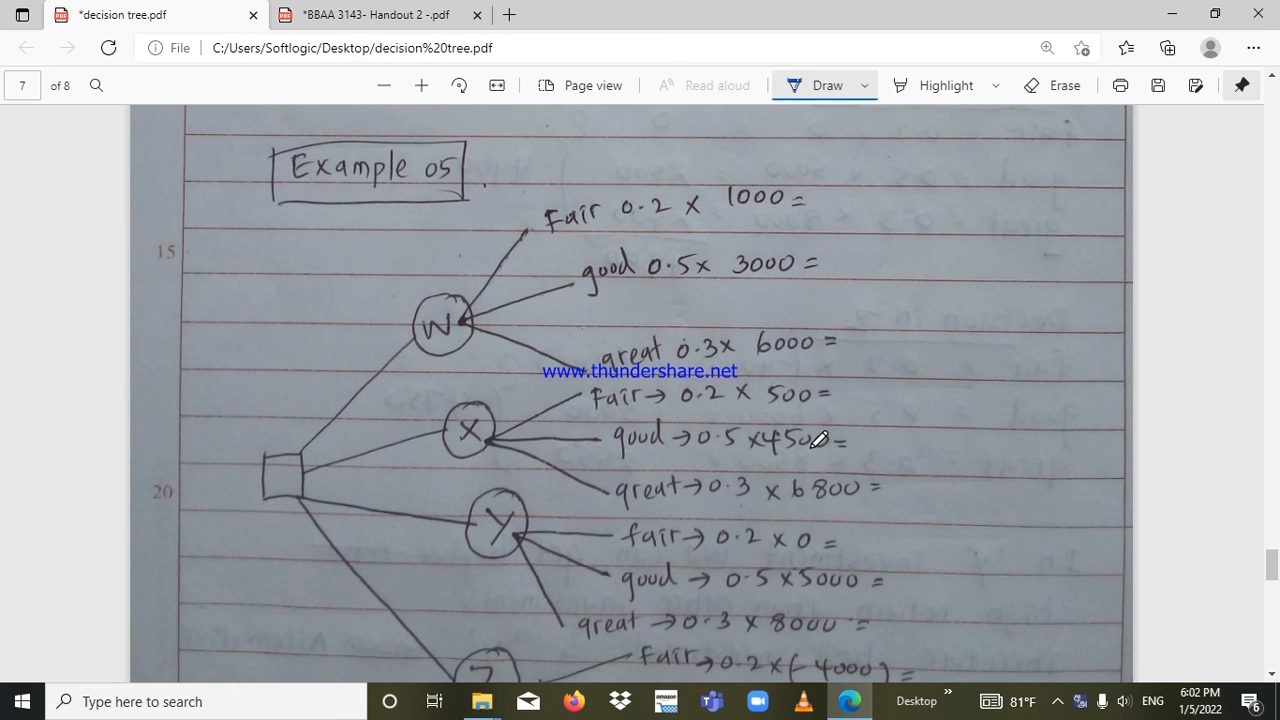 *decision tree.pdf
*BBAA 3143- Handout 2 -.pdf
File C:/Users/Softlogic/Desktop/decision%20tree.pdf
7 of 8 Page view Read aloud Draw Highlight Erase
Example 05
Fair 0.2 x 1000 =
15
good 0.5x 3000 =
W
great 0.3x 6000 =
www.thundershare.net
Fair→ 0.2 x 500 =
X
good → 0.5 x4500 =
20
great→ 0.3 x 6800 =
Y
fair→ 0.2 x 0 =
good → 0.5 x5000 =
great → 0.3 x 8000 =
Fair→ 0.2 x(-4000) =
Z
Type here to search
Desktop
81°F
ENG
6:02 PM
1/5/2022
6